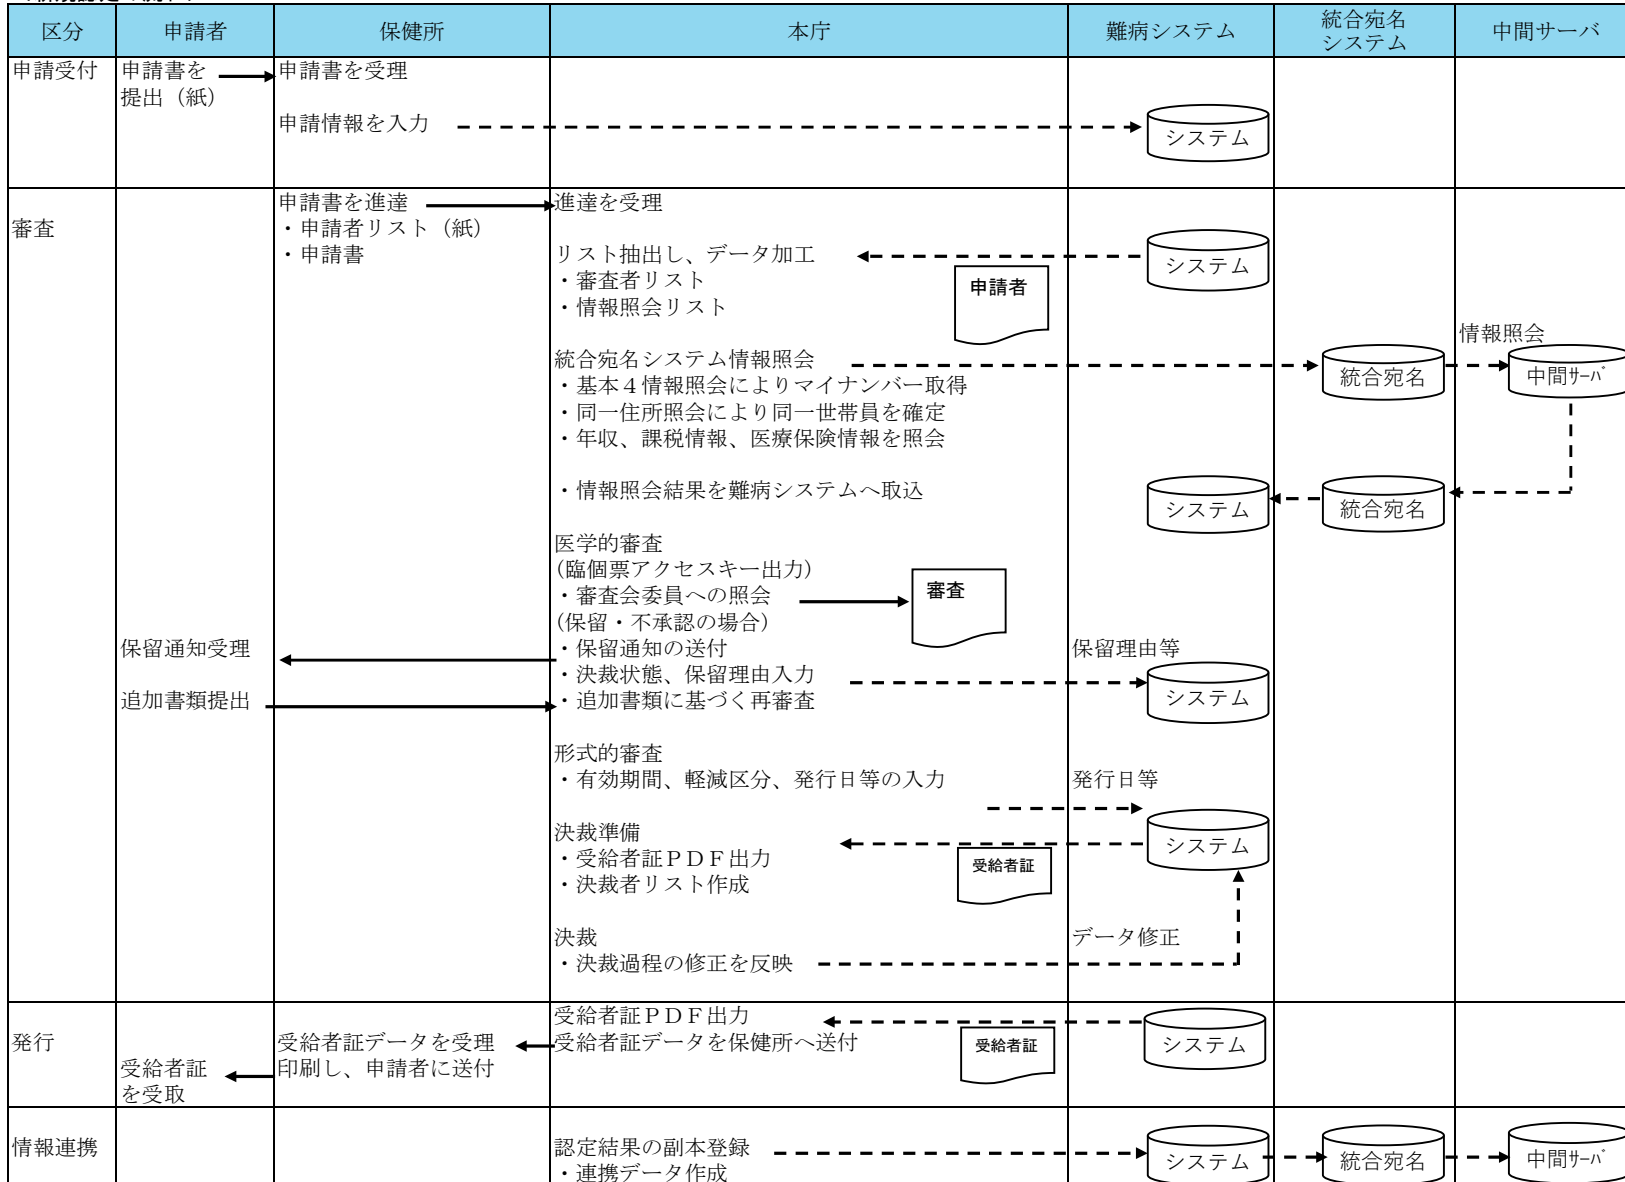 区分
申請者
保健所
本庁
難病システム
統合宛名
システム
中間サーバ
申請受付
申請書を
提出（紙）
申請書を受理
申請情報を入力
システム
審査
申請書を進達
・申請者リスト（紙）
・申請書
進達を受理
リスト抽出し、データ加工
・審査者リスト
・情報照会リスト
申請者
システム
統合宛名システム情報照会
・基本４情報照会によりマイナンバー取得
・同一住所照会により同一世帯員を確定
・年収、課税情報、医療保険情報を照会
統合宛名
情報照会
中間ｻｰﾊﾞ
・情報照会結果を難病システムへ取込
システム
統合宛名
医学的審査
(臨個票アクセスキー出力)
・審査会委員への照会
(保留・不承認の場合)
審査
保留通知受理
・保留通知の送付
・決裁状態、保留理由入力
保留理由等
システム
追加書類提出
・追加書類に基づく再審査
形式的審査
・有効期間、軽減区分、発行日等の入力
発行日等
システム
決裁準備
・受給者証ＰＤＦ出力
・決裁者リスト作成
受給者証
決裁
・決裁過程の修正を反映
データ修正
発行
受給者証
を受取
受給者証データを受理
印刷し、申請者に送付
受給者証ＰＤＦ出力
受給者証データを保健所へ送付
受給者証
システム
情報連携
認定結果の副本登録
・連携データ作成
システム
統合宛名
中間ｻｰﾊﾞ